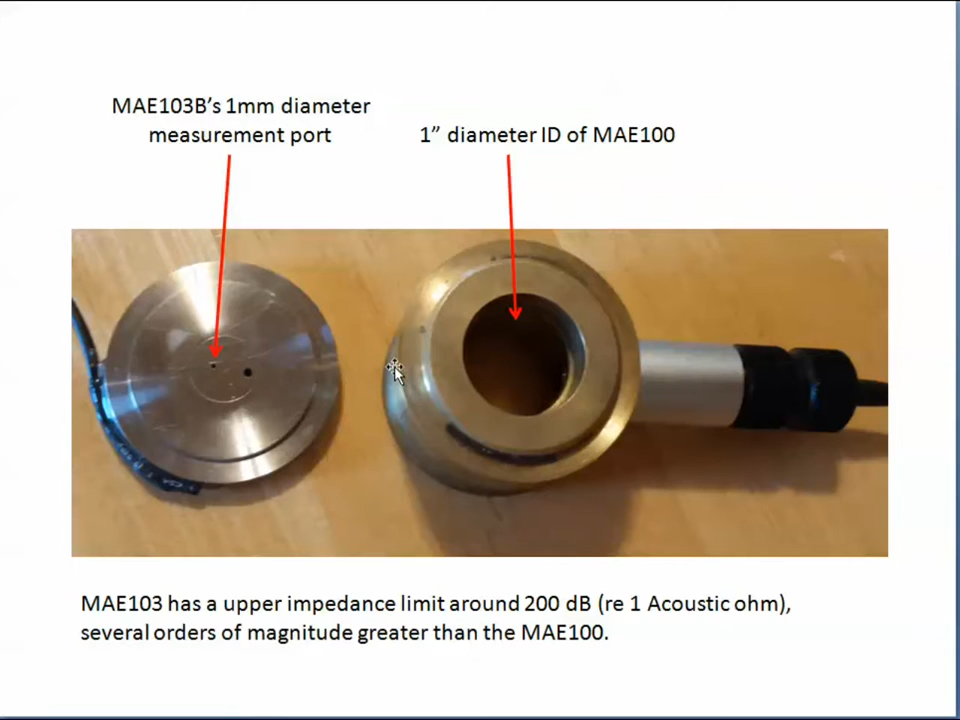 MAE103B’s 1mm diameter
measurement port
1” diameter ID of MAE100
MAE103 has a upper impedance limit around 200 dB (re 1 Acoustic ohm),
several orders of magnitude greater than the MAE100.